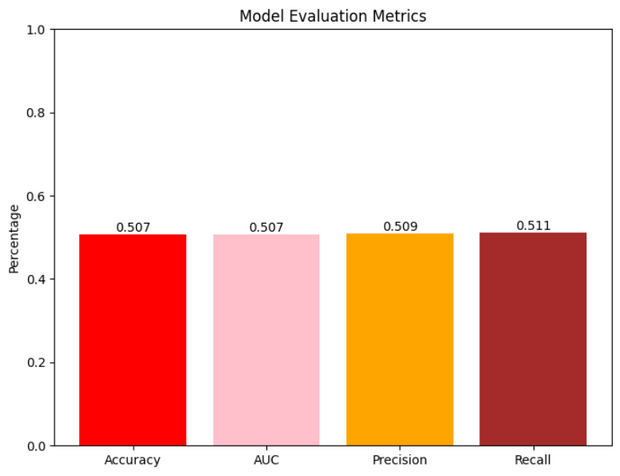 Model Evaluation Metrics
Percentage
1.0
0.8
0.6
0.4
0.2
0.0
0.507
0.507
0.509
0.511
Accuracy
AUC
Precision
Recall